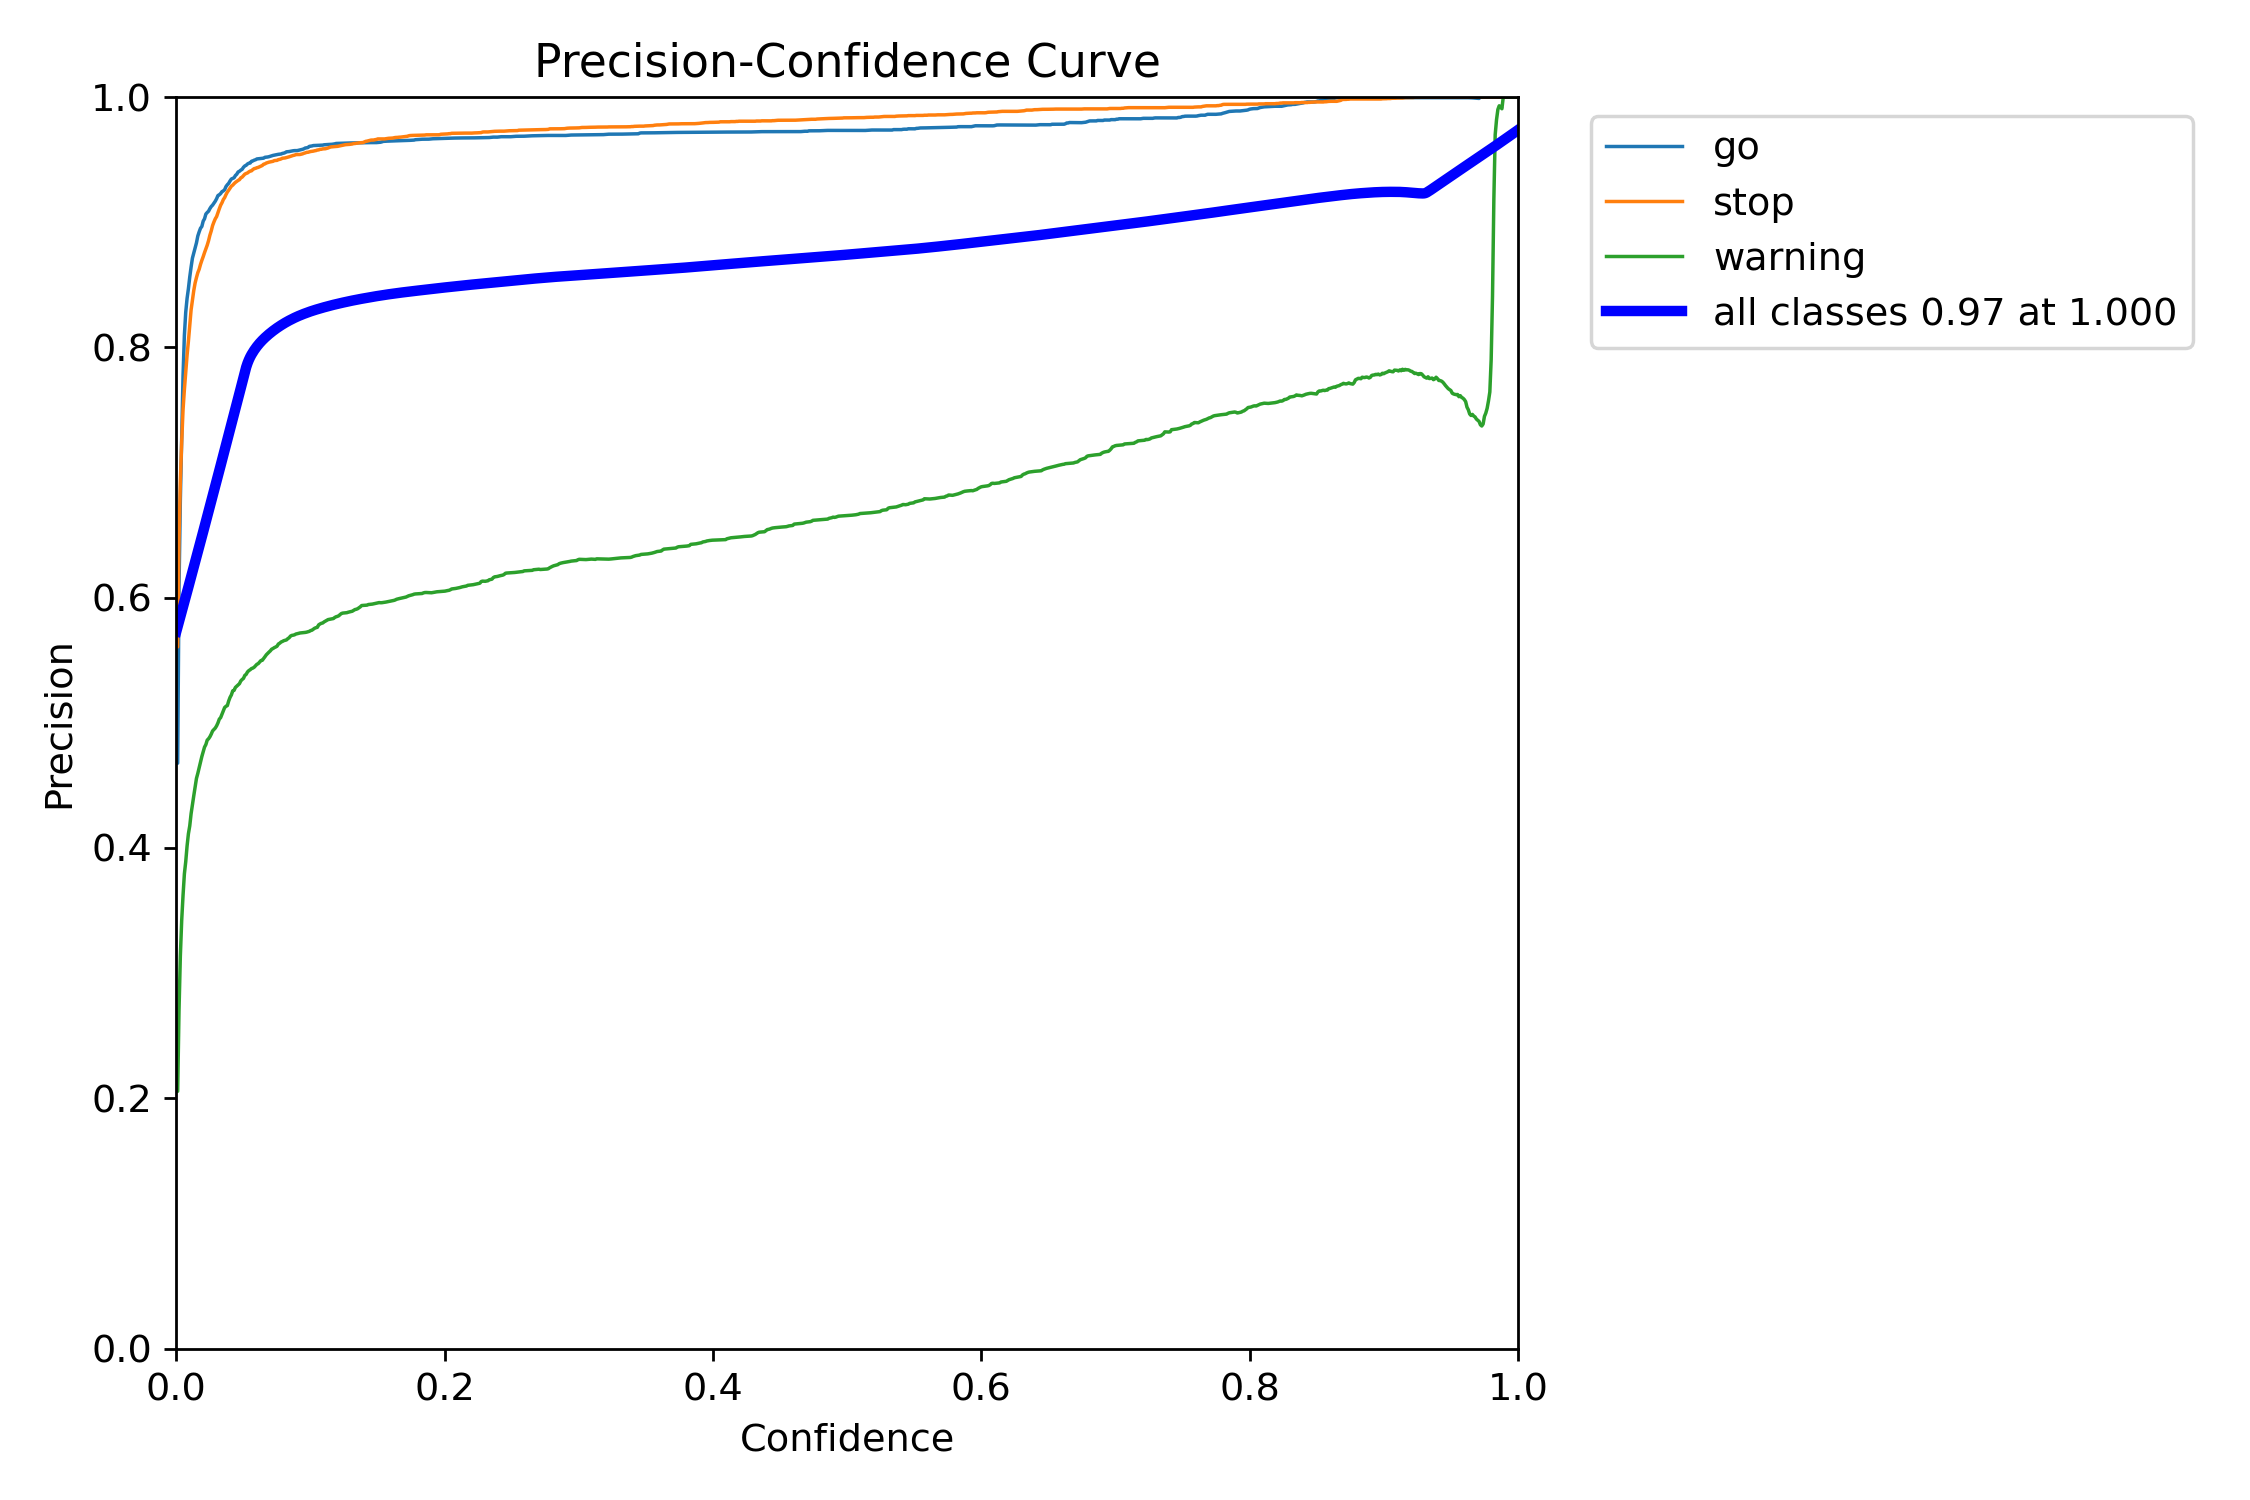 Precision-Confidence Curve
1.0
0.8
0.6
0.4
0.2
0.0
Precision
0.0 0.2 0.4 0.6 0.8 1.0
Confidence
go
stop
warning
all classes 0.97 at 1.000